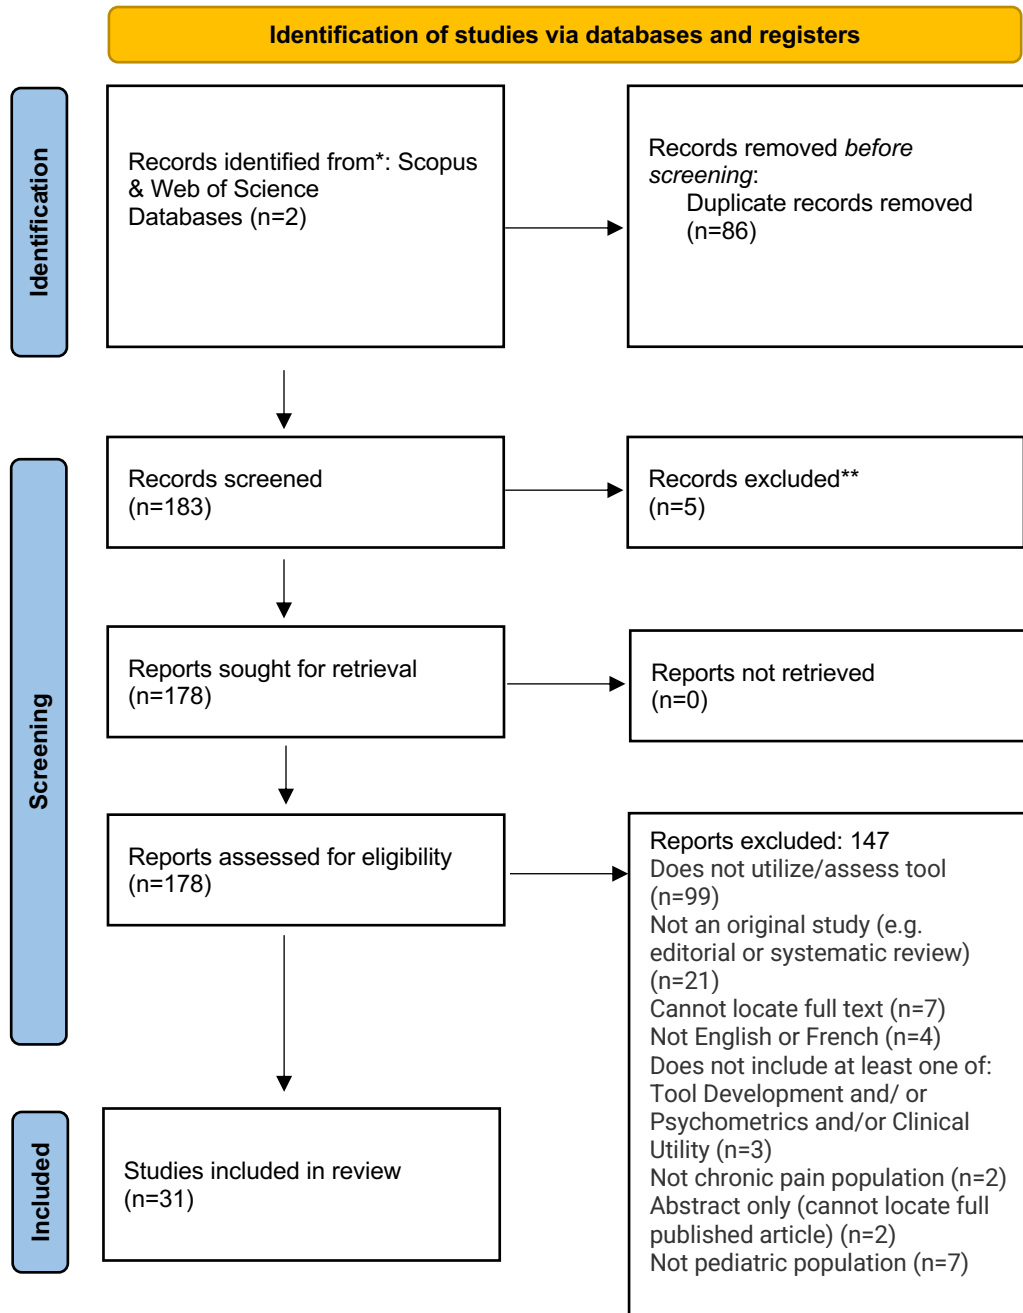 Identification of studies via databases and registers
Identification
Records identified from*: Scopus
& Web of Science
Databases (n=2)
Records removed before
screening:
Duplicate records removed
(n=86)
Screening
Records screened
(n=183)
Records excluded**
(n=5)
Reports sought for retrieval
(n=178)
Reports not retrieved
(n=0)
Reports assessed for eligibility
(n=178)
Reports excluded: 147
Does not utilize/assess tool
(n=99)
Not an original study (e.g.
editorial or systematic review)
(n=21)
Cannot locate full text (n=7)
Not English or French (n=4)
Does not include at least one of:
Tool Development and/ or
Psychometrics and/or Clinical
Utility (n=3)
Not chronic pain population (n=2)
Abstract only (cannot locate full
published article) (n=2)
Not pediatric population (n=7)
Included
Studies included in review
(n=31)